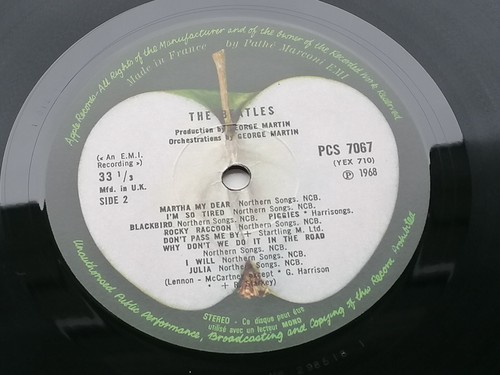 Apple Records - All Rights of the Manufacturer and of the Owner of the Recorded Work Reserved
Made in France by Pathé Marconi EMI
THE BEATLES
Production by GEORGE MARTIN
Orchestrations by GEORGE MARTIN
(« An E.M.I.
Recording »)
33 1/3
Mfd. in U.K.
SIDE 2
PCS 7067
(YEX 710)
℗ 1968
MARTHA MY DEAR Northern Songs. NCB.
I'M SO TIRED Northern Songs. NCB.
BLACKBIRD Northern Songs. NCB. PIGGIES * Harrisongs.
ROCKY RACCOON Northern Songs. NCB.
DON'T PASS ME BY + Startling M. Ltd.
WHY DON'T WE DO IT IN THE ROAD
Northern Songs. NCB.
I WILL Northern Songs. NCB.
JULIA Northern Songs. NCB.
(Lennon - McCartney except * G. Harrison
* + R. Starkey)
STEREO - Ce disque peut être
utilisé avec un lecteur MONO
Unauthorised Public Performance, Broadcasting and Copying of this Record Prohibited